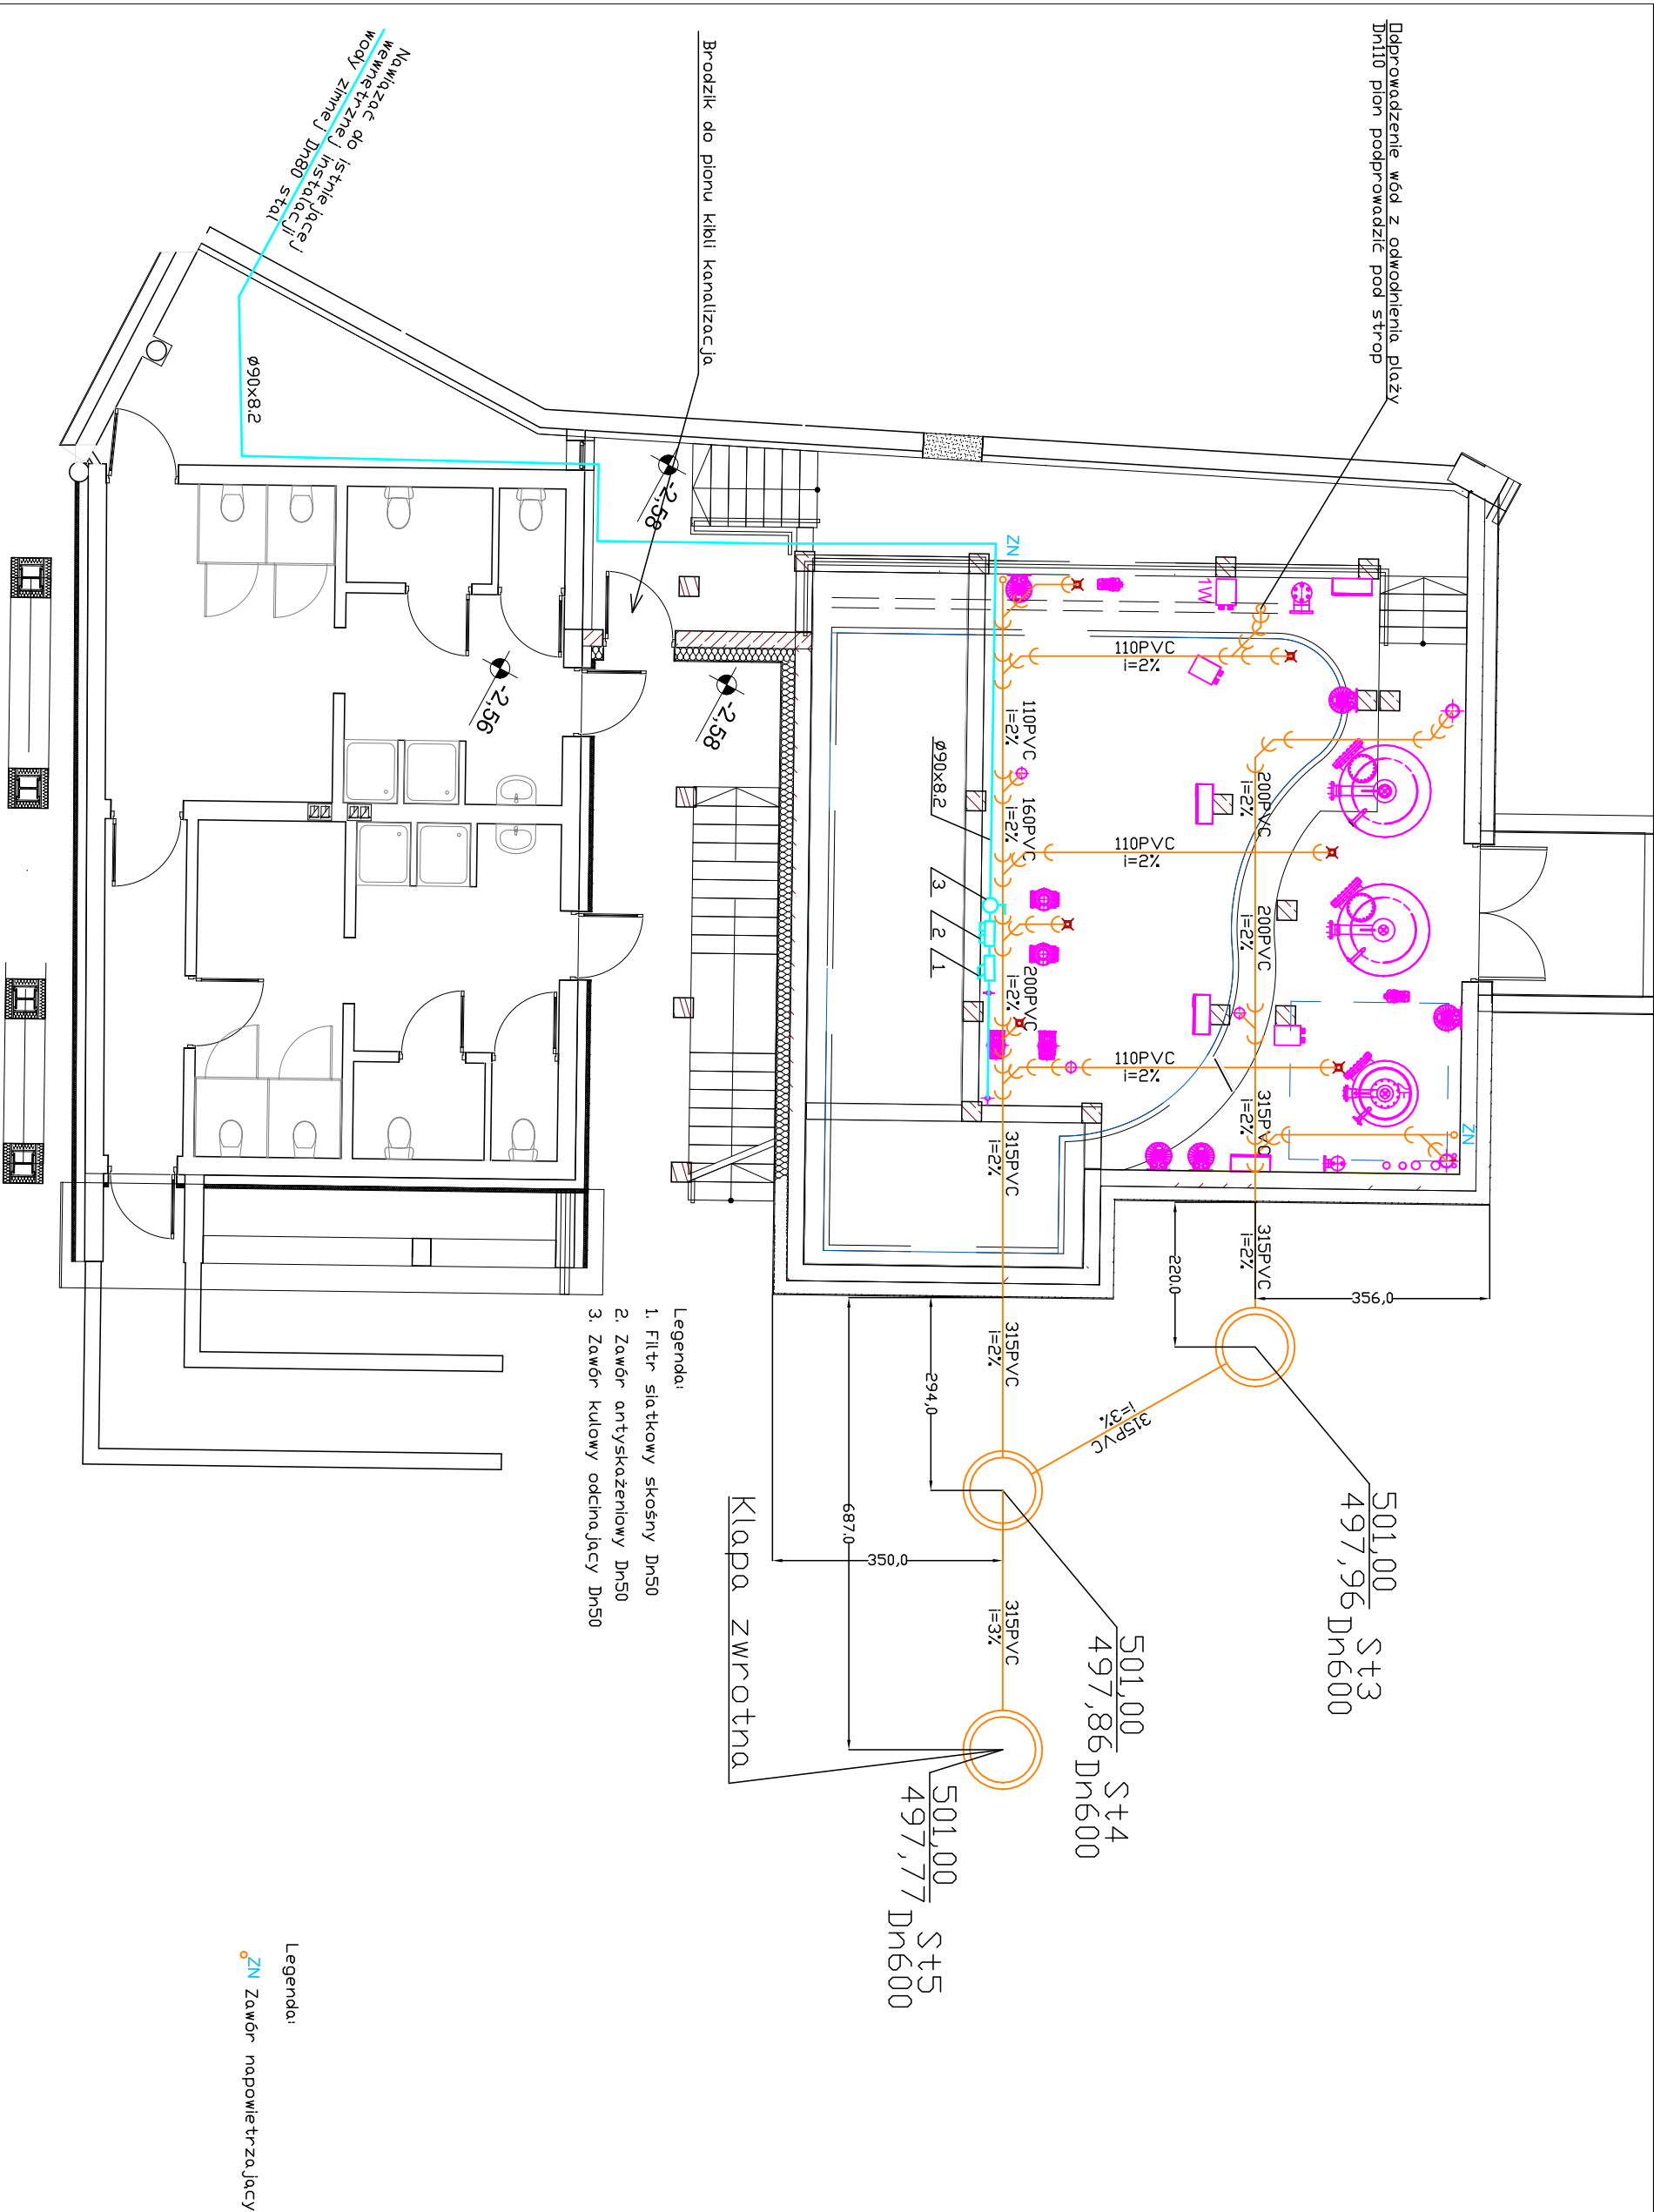 Odprowadzenie wód z odwodnienia plaży
Dn110 pion podprowadzić pod strop
Brodzik do pionu kibli kanalizacja
Nawiązać do istniejącej
wewnętrznej instalacji
wody zimnej Dn80 stal
ø90x8.2
-2,58
-2,56
-2,58
ZN
1W
110PVC
i=2%
110PVC
i=2%
160PVC
i=2%
ø90x8.2
110PVC
i=2%
200PVC
i=2%
200PVC
i=2%
3
2
1
200PVC
i=2%
110PVC
i=2%
315PVC
i=2%
ZN
315PVC
i=2%
315PVC
i=2%
220.0
356,0
315PVC
i=2%
294,0
687.0
350,0
315PVC
i=3%
315PVC
i=3%
501,00
497,96
St3
Dn600
501,00
497,86
St4
Dn600
501,00
497,77
St5
Dn600
Klapa zwrotna
Legenda:
1. Filtr siatkowy skośny Dn50
2. Zawór antyskażeniowy Dn50
3. Zawór kulowy odcinający Dn50
Legenda:
ZN Zawór napowietrzający